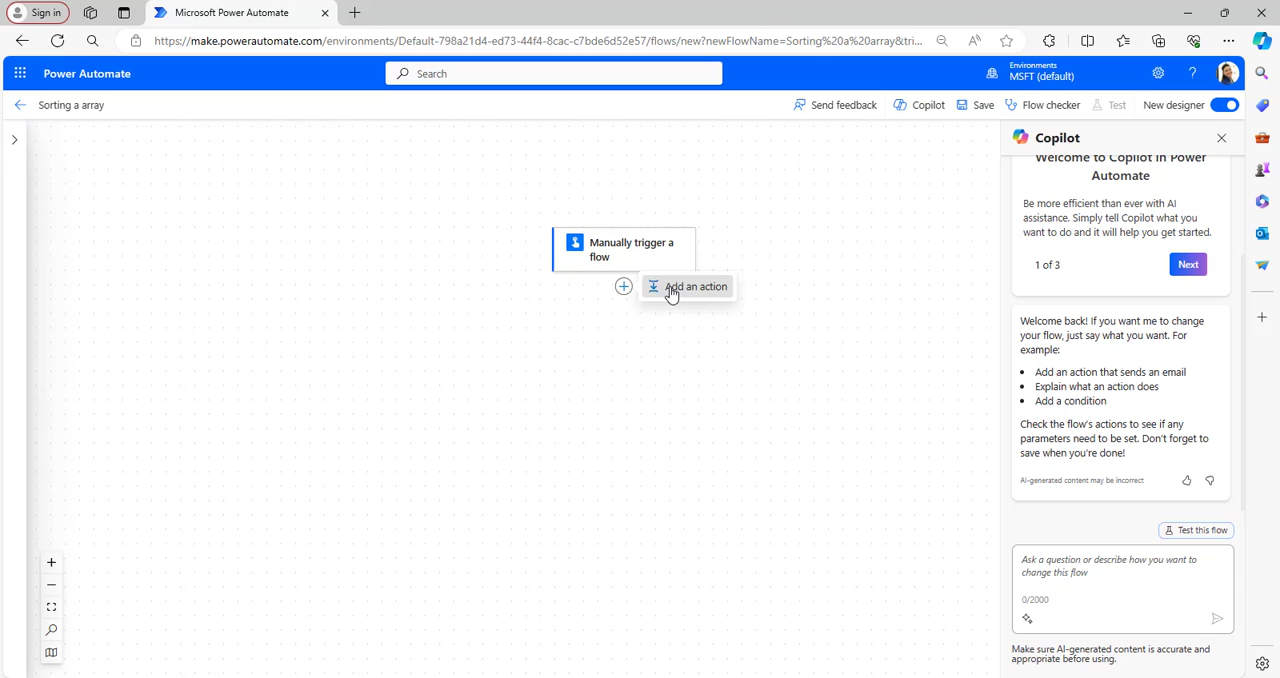 Sign in
Microsoft Power Automate
https://make.powerautomate.com/environments/Default-798a21d4-ed73-44f4-8cac-c7bde6d52e57/flows/new?newFlowName=Sorting%20a%20array&tri...
Power Automate
Search
Environments
MSFT (default)
Sorting a array
Send feedback
Copilot
Save
Flow checker
Test
New designer
Manually trigger a
flow
Add an action
Copilot
Welcome to Copilot in Power
Automate
Be more efficient than ever with AI
assistance. Simply tell Copilot what you
want to do and it will help you get started.
1 of 3
Next
Welcome back! If you want me to change
your flow, just say what you want. For
example:
• Add an action that sends an email
• Explain what an action does
• Add a condition
Check the flow's actions to see if any
parameters need to be set. Don't forget to
save when you're done!
AI-generated content may be incorrect
Test this flow
Ask a question or describe how you want to
change this flow
0/2000
Make sure AI-generated content is accurate and
appropriate before using.